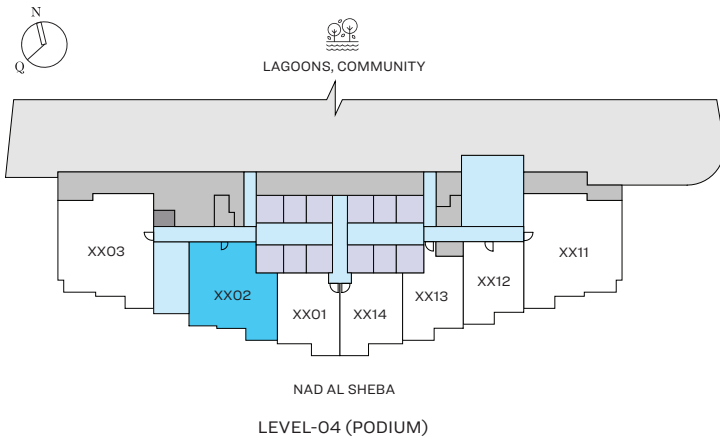 N
Q
LAGOONS, COMMUNITY
XX03
XX02
XX01
XX14
XX13
XX12
XX11
NAD AL SHEBA
LEVEL-04 (PODIUM)